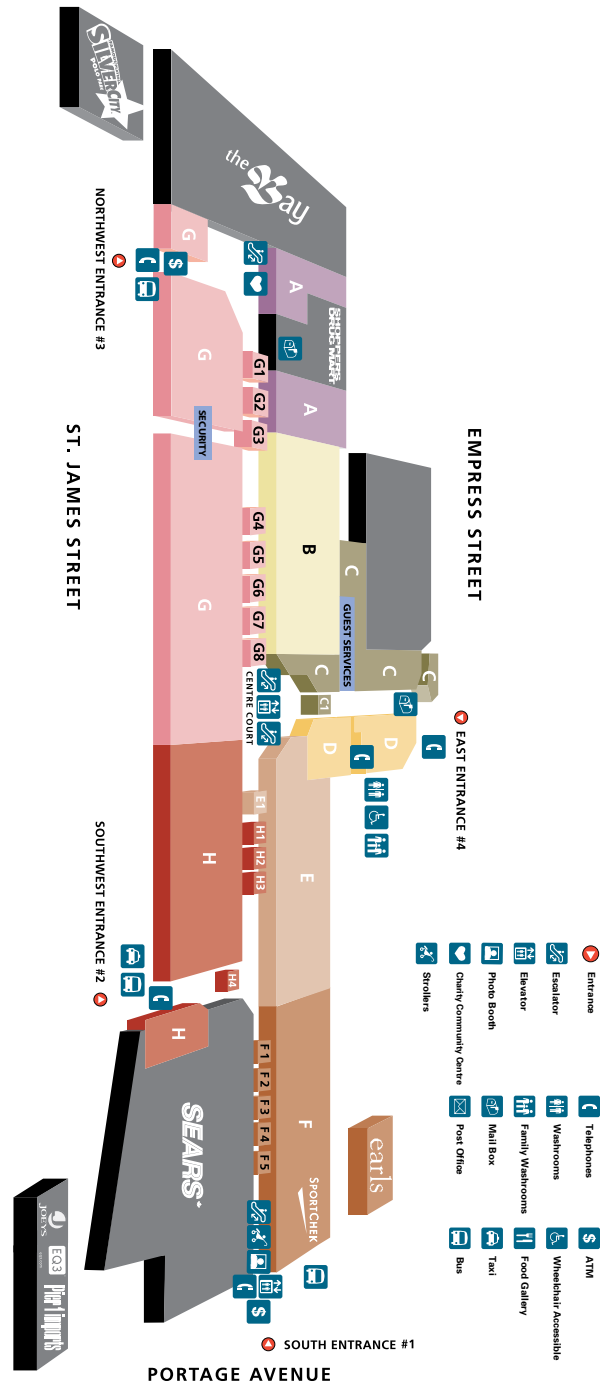 SILVERCITY
POLO PARK
the Bay
NORTHWEST ENTRANCE #3
G
A
SHOPPERS
DRUG MART
G
G1
G2
G3
A
SECURITY
ST. JAMES STREET
EMPRESS STREET
G
G4
G5
G6
G7
G8
B
C
GUEST SERVICES
C
C
C
C1
CENTRE COURT
D
D
EAST ENTRANCE #4
SOUTHWEST ENTRANCE #2
H
E1
H1
H2
H3
E
H4
H
SEARS
F1
F2
F3
F4
F5
F
SPORTCHEK
earls
JOEYS
EQ3
Pier 1 imports
$
$
SOUTH ENTRANCE #1
PORTAGE AVENUE
Entrance
Escalator
Elevator
Photo Booth
Charity Community Centre
Strollers
Telephones
Washrooms
Family Washrooms
Mail Box
Post Office
$ ATM
Wheelchair Accessible
Food Gallery
Taxi
Bus